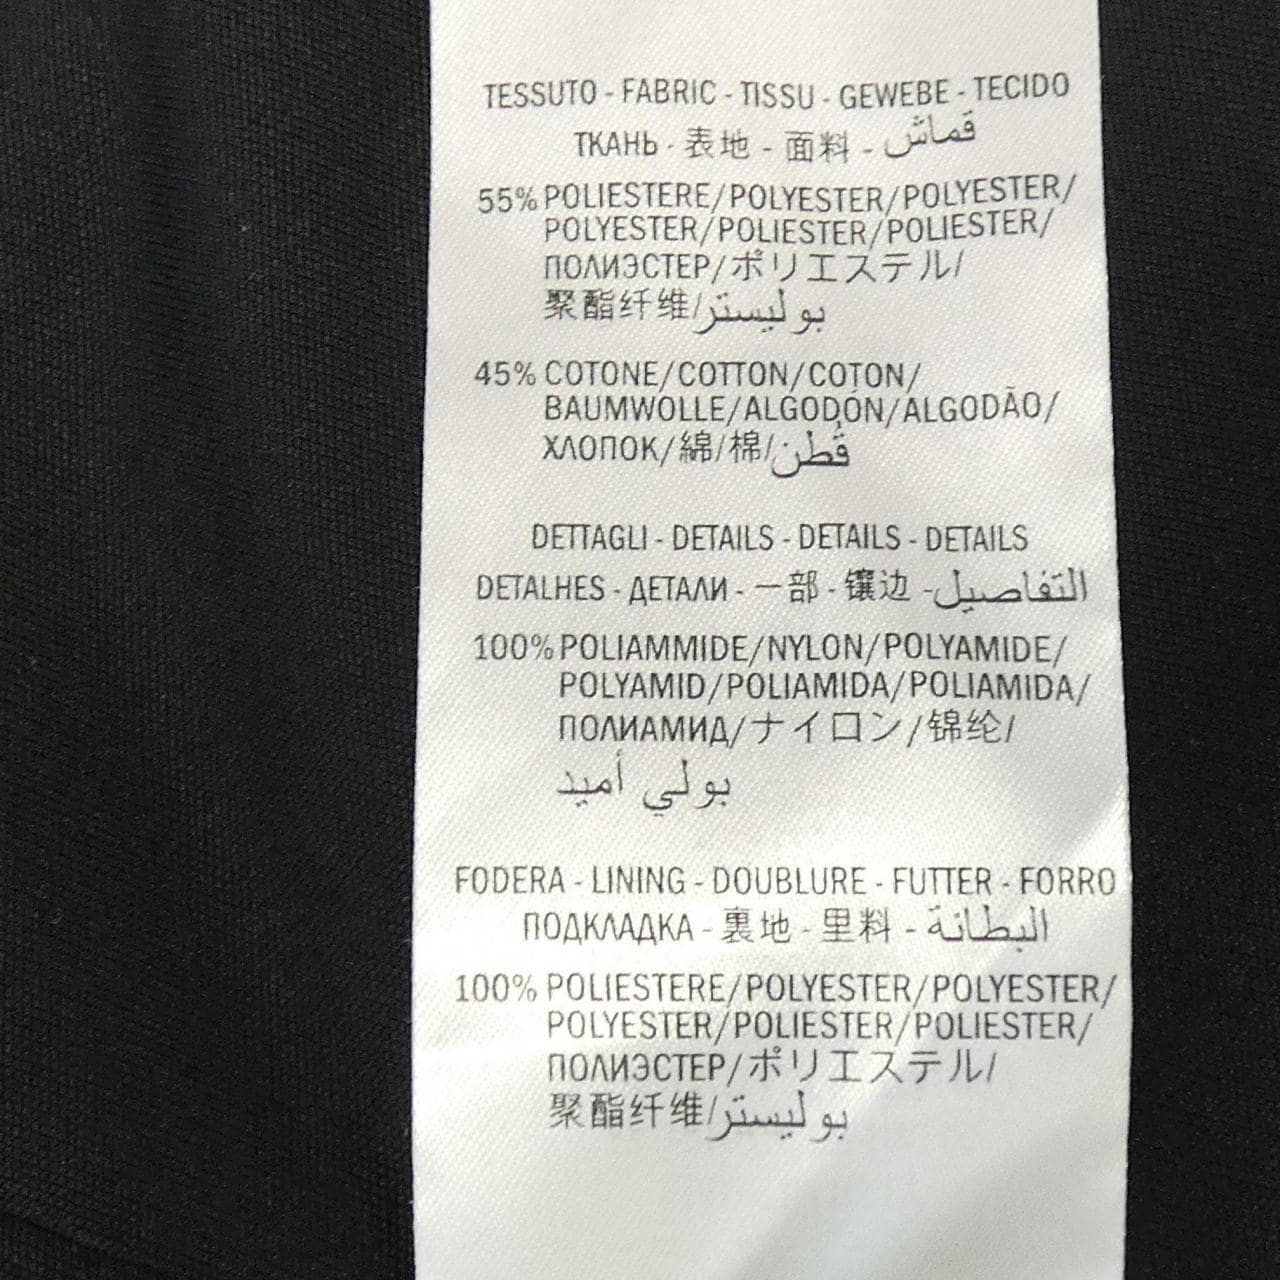 TESSUTO - FABRIC - TISSU - GEWEBE - TECIDO
ТКАНЬ - 表地 - 面料 - قماش
55% POLIESTERE/POLYESTER/POLYESTER/
POLYESTER/POLIESTER/POLIESTER/
ПОЛИЭСТЕР/ポリエステル/
聚酯纤维/بوليستر
45% COTONE/COTTON/COTON/
BAUMWOLLE/ALGODÓN/ALGODÃO/
ХЛОПОК/綿/棉/قُطن
DETTAGLI - DETAILS - DETAILS - DETAILS
DETALHES - ДЕТАЛИ - 一部 - 镶边 - التفاصيل
100% POLIAMMIDE/NYLON/POLYAMIDE/
POLYAMID/POLIAMIDA/POLIAMIDA/
ПОЛИАМИД/ナイロン/锦纶/
بولي أميد
FODERA - LINING - DOUBLURE - FUTTER - FORRO
ПОДКЛАДКА - 裏地 - 里料 - البطانة
100% POLIESTERE/POLYESTER/POLYESTER/
POLYESTER/POLIESTER/POLIESTER/
ПОЛИЭСТЕР/ポリエステル/
聚酯纤维/بوليستر